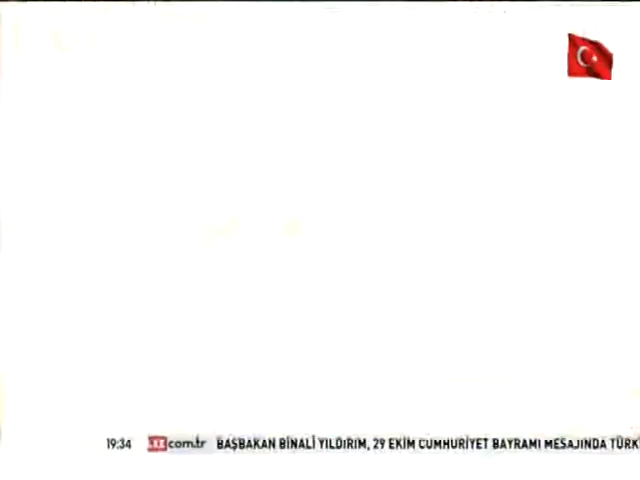 19:34 com.tr BAŞBAKAN BİNALİ YILDIRIM, 29 EKİM CUMHURİYET BAYRAMI MESAJINDA TÜRK